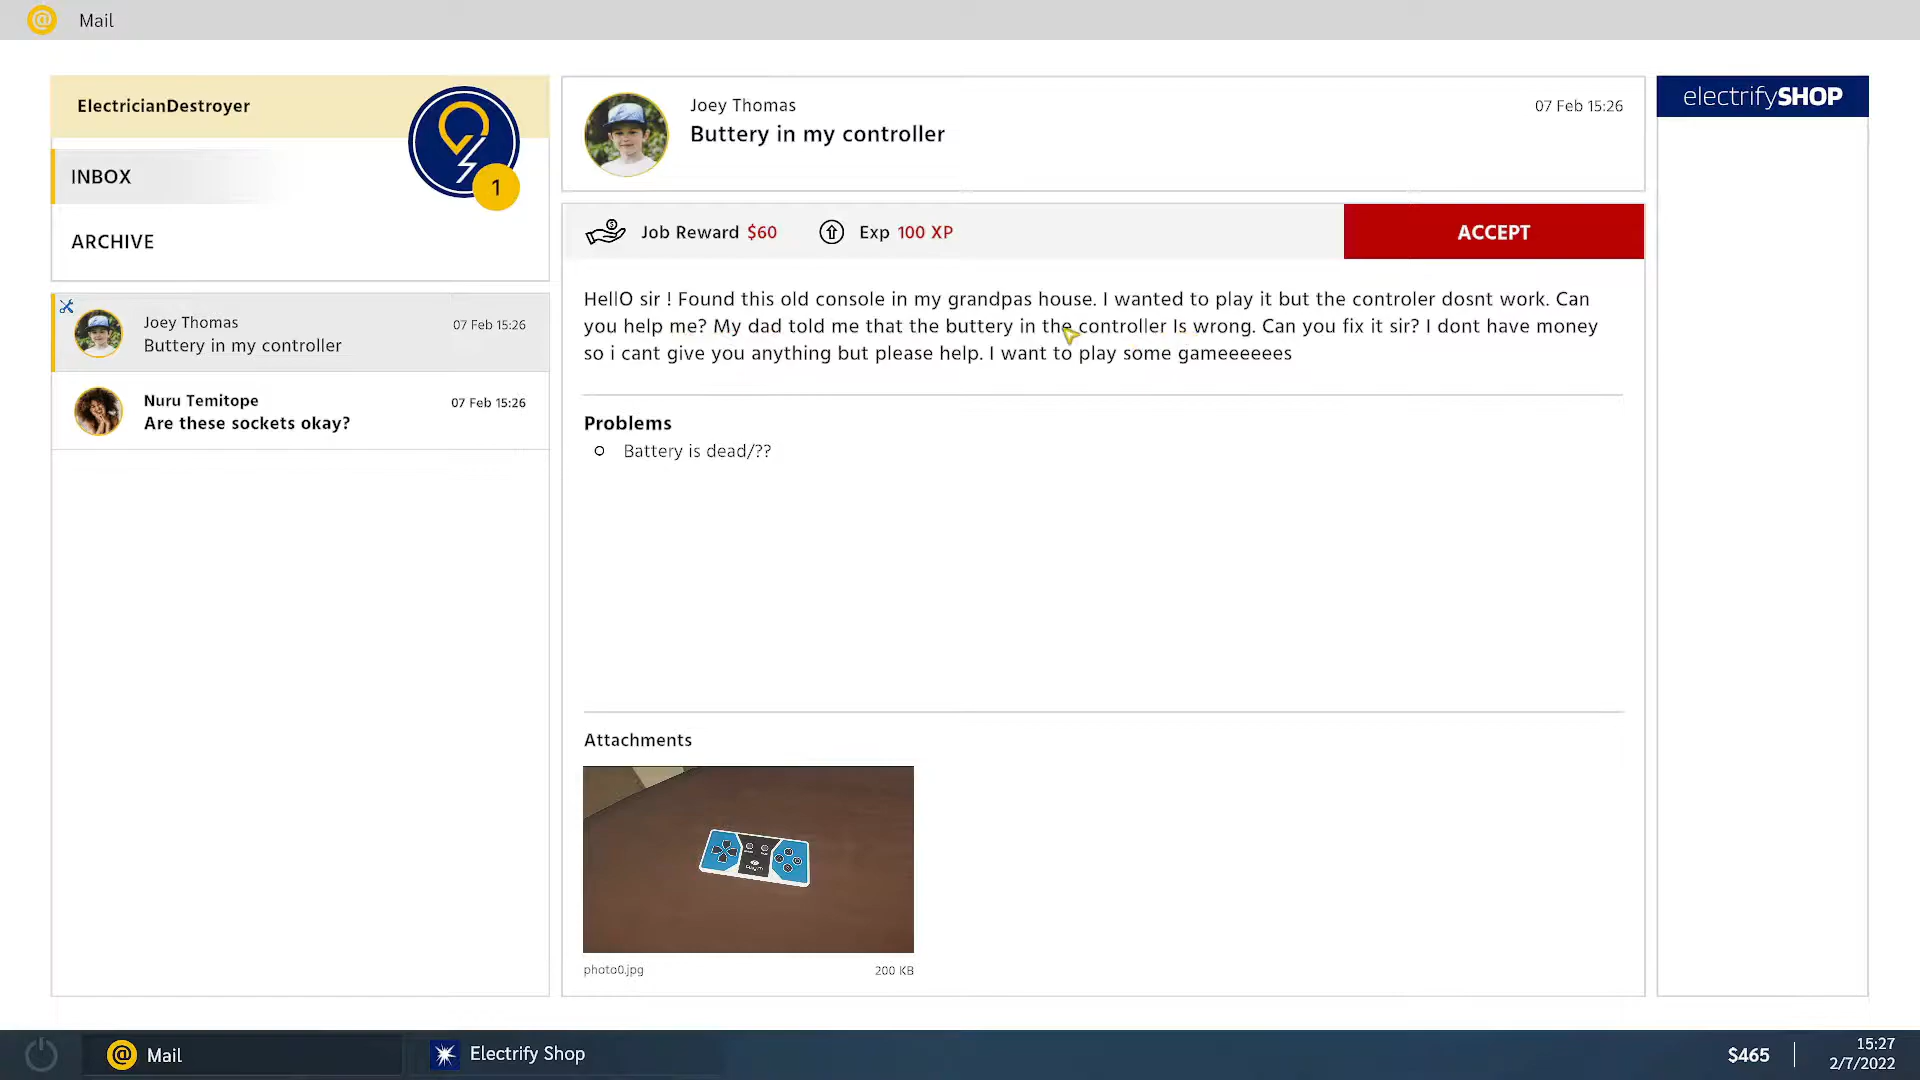 Mail
ElectricianDestroyer
1
INBOX
ARCHIVE
Joey Thomas
07 Feb 15:26
Buttery in my controller
Nuru Temitope
07 Feb 15:26
Are these sockets okay?
Joey Thomas
07 Feb 15:26
Buttery in my controller
Job Reward $60
Exp 100 XP
ACCEPT
HellO sir ! Found this old console in my grandpas house. I wanted to play it but the controler dosnt work. Can
you help me? My dad told me that the buttery in the controller Is wrong. Can you fix it sir? I dont have money
so i cant give you anything but please help. I want to play some gameeeeees
Problems
Battery is dead/??
Attachments
photo0.jpg
200 KB
electrifySHOP
Mail
Electrify Shop
$465
15:27
2/7/2022